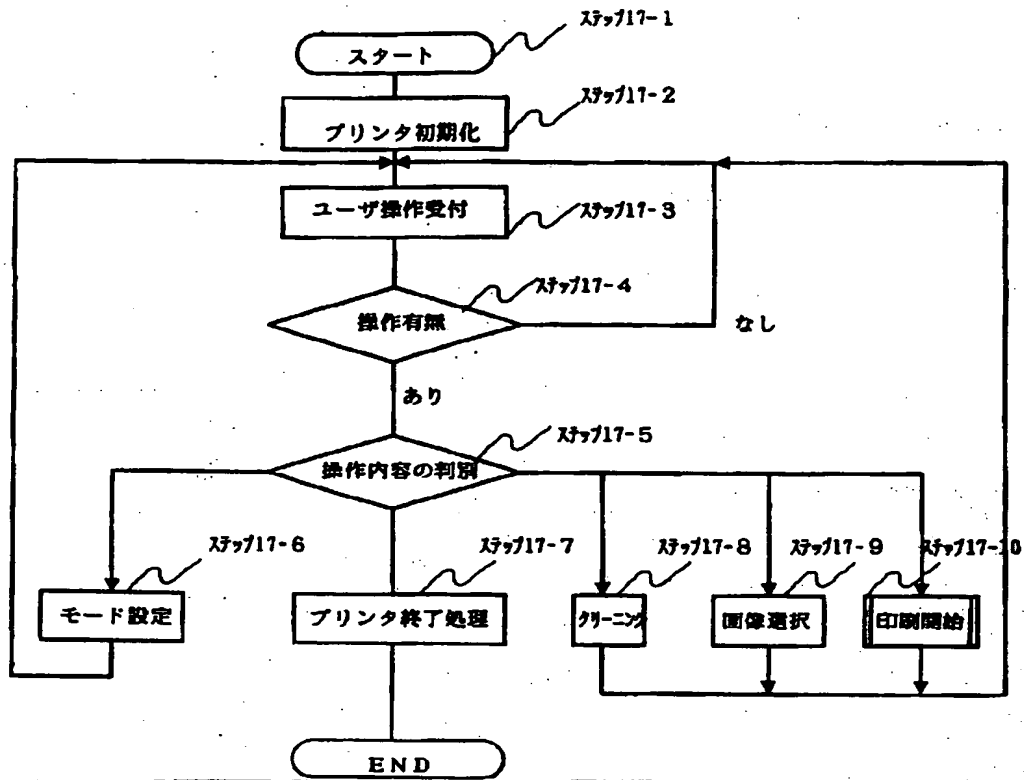 ステップ17-1
スタート
ステップ17-2
プリンタ初期化
ユーザ操作受付
ステップ17-3
ステップ17-4
操作有無
なし
あり
ステップ17-5
操作内容の判別
ステップ17-6
ステップ17-7
ステップ17-8
ステップ17-9
ステップ17-10
モード設定
プリンタ終了処理
クリーニング
画像選択
印刷開始
END